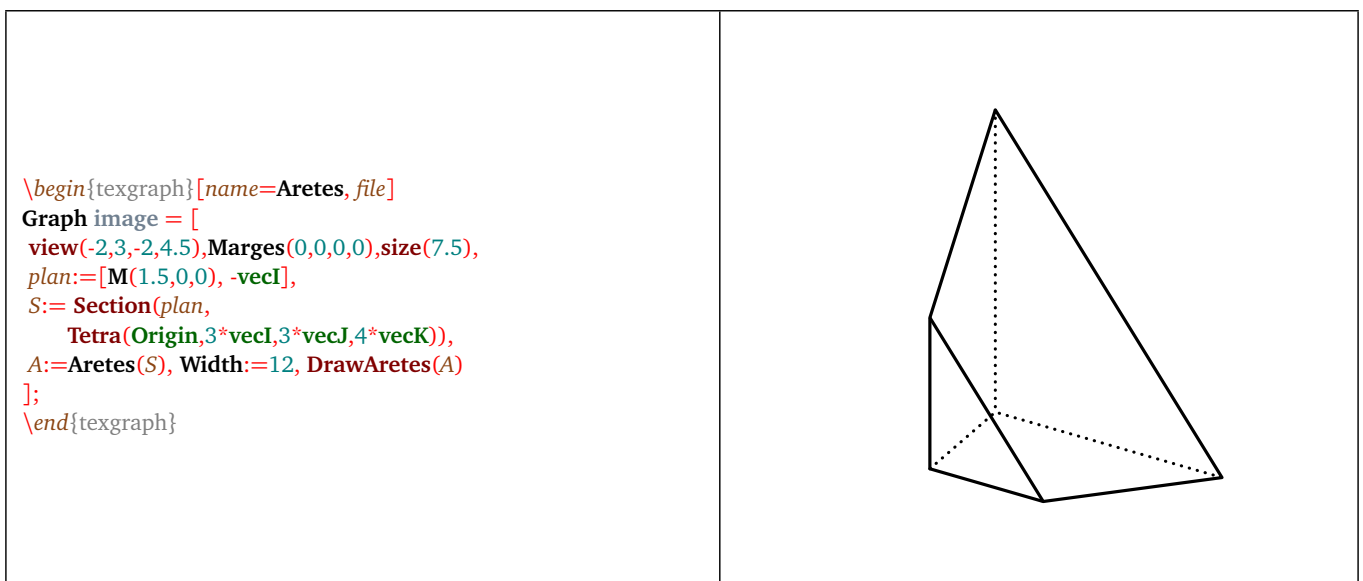 \begin{texgraph}[name=Aretes, file]
Graph image = [
view(-2,3,-2,4.5),Marges(0,0,0,0),size(7.5),
plan:=[M(1.5,0,0), -vecI],
S:= Section(plan,
Tetra(Origin,3*vecI,3*vecJ,4*vecK)),
A:=Aretes(S), Width:=12, DrawAretes(A)
];
\end{texgraph}